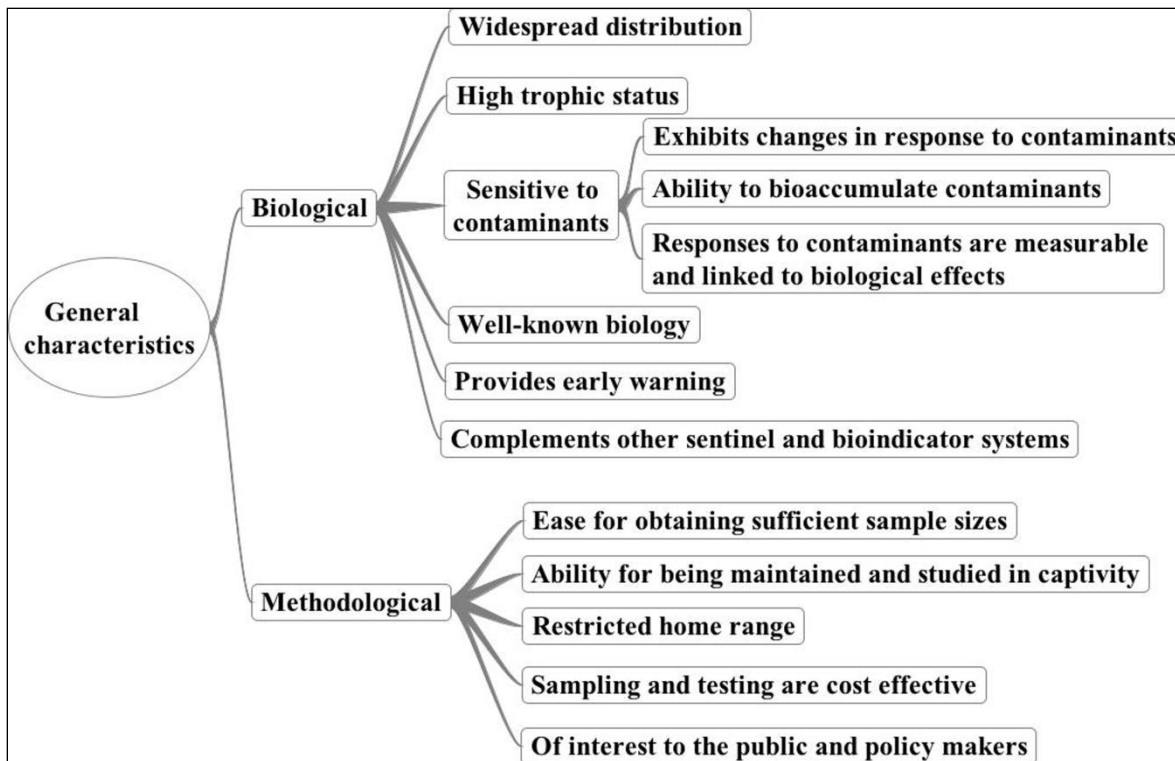 General
characteristics
Biological
Widespread distribution
High trophic status
Sensitive to
contaminants
Exhibits changes in response to contaminants
Ability to bioaccumulate contaminants
Responses to contaminants are measurable
and linked to biological effects
Well-known biology
Provides early warning
Complements other sentinel and bioindicator systems
Methodological
Ease for obtaining sufficient sample sizes
Ability for being maintained and studied in captivity
Restricted home range
Sampling and testing are cost effective
Of interest to the public and policy makers